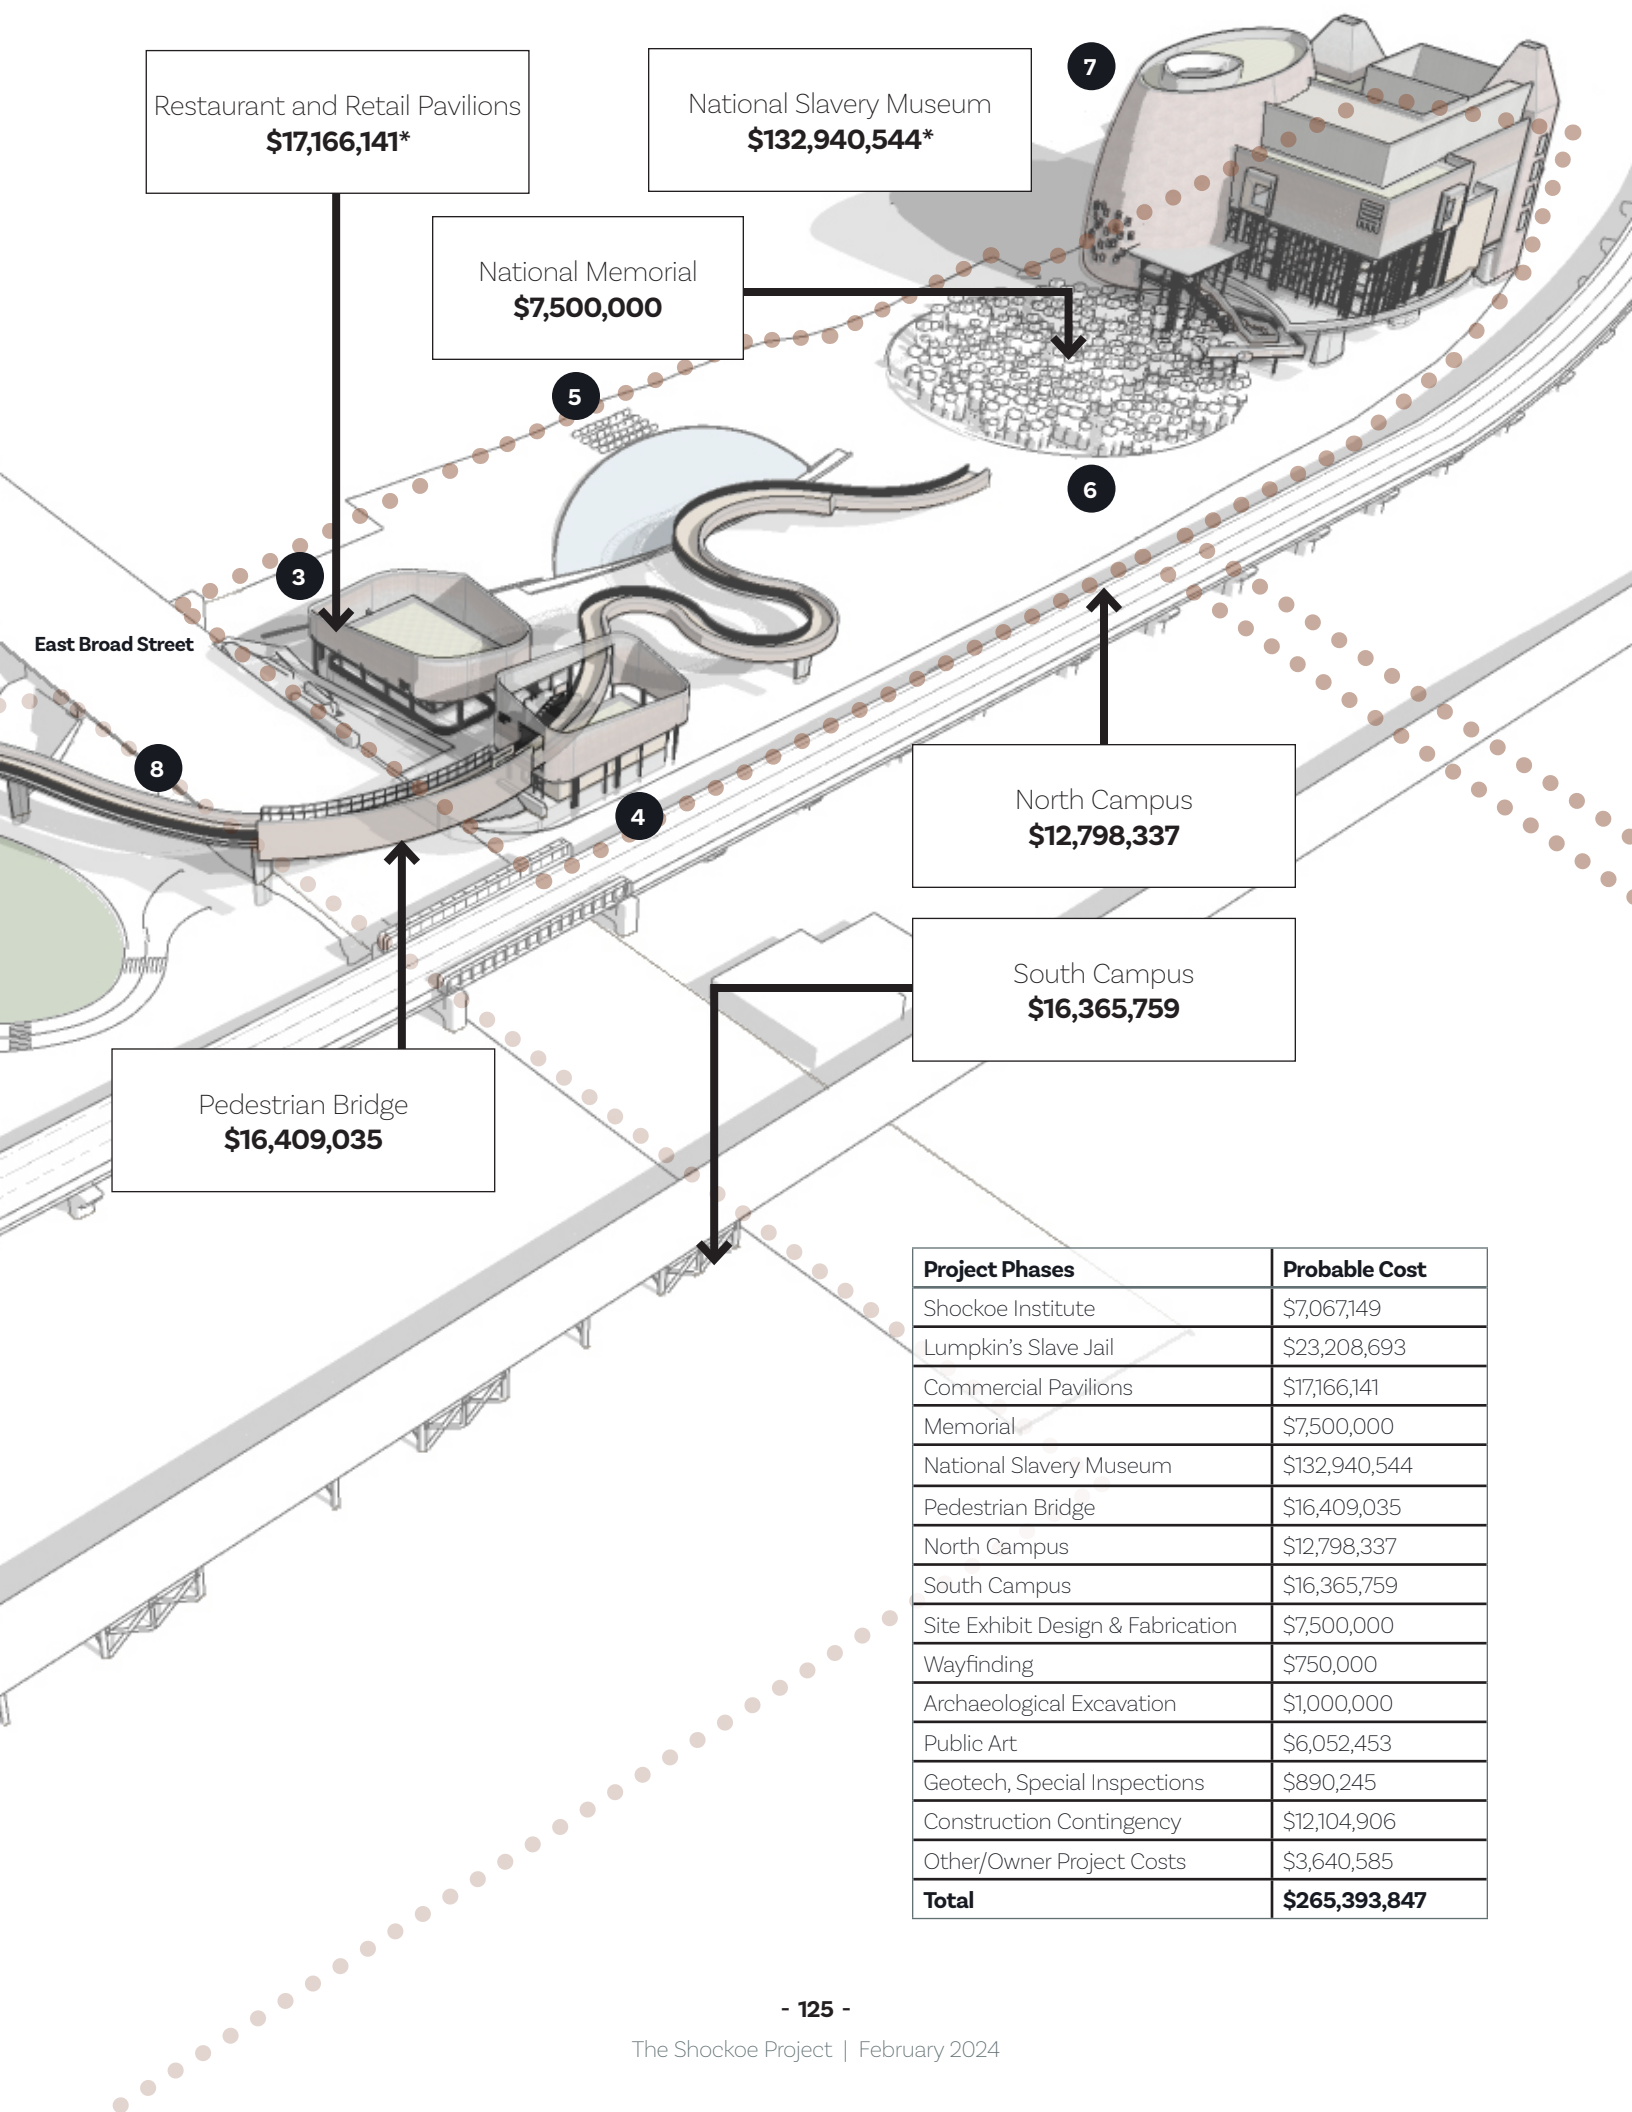 Restaurant and Retail Pavilions
$17,166,141*
National Slavery Museum
$132,940,544*
7
National Memorial
$7,500,000
5
6
3
East Broad Street
8
4
North Campus
$12,798,337
South Campus
$16,365,759
Pedestrian Bridge
$16,409,035
Project Phases Probable Cost
Shockoe Institute $7,067,149
Lumpkin’s Slave Jail $23,208,693
Commercial Pavilions $17,166,141
Memorial $7,500,000
National Slavery Museum $132,940,544
Pedestrian Bridge $16,409,035
North Campus $12,798,337
South Campus $16,365,759
Site Exhibit Design & Fabrication $7,500,000
Wayfinding $750,000
Archaeological Excavation $1,000,000
Public Art $6,052,453
Geotech, Special Inspections $890,245
Construction Contingency $12,104,906
Other/Owner Project Costs $3,640,585
Total $265,393,847
- 125 -
The Shockoe Project | February 2024